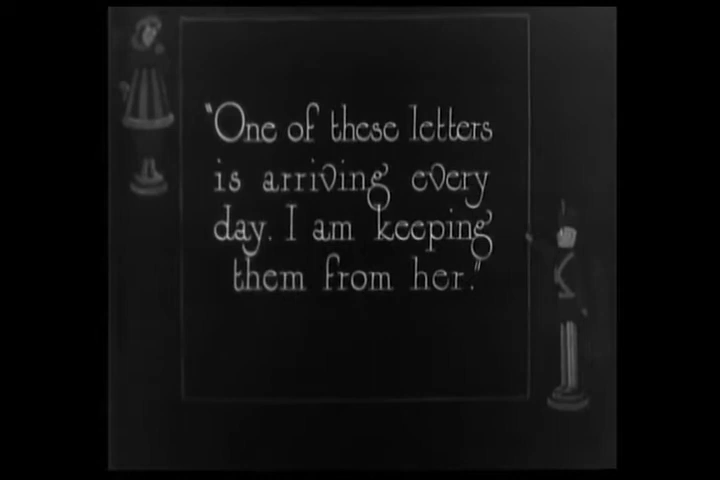 "One of these letters
is arriving every
day. I am keeping
them from her."